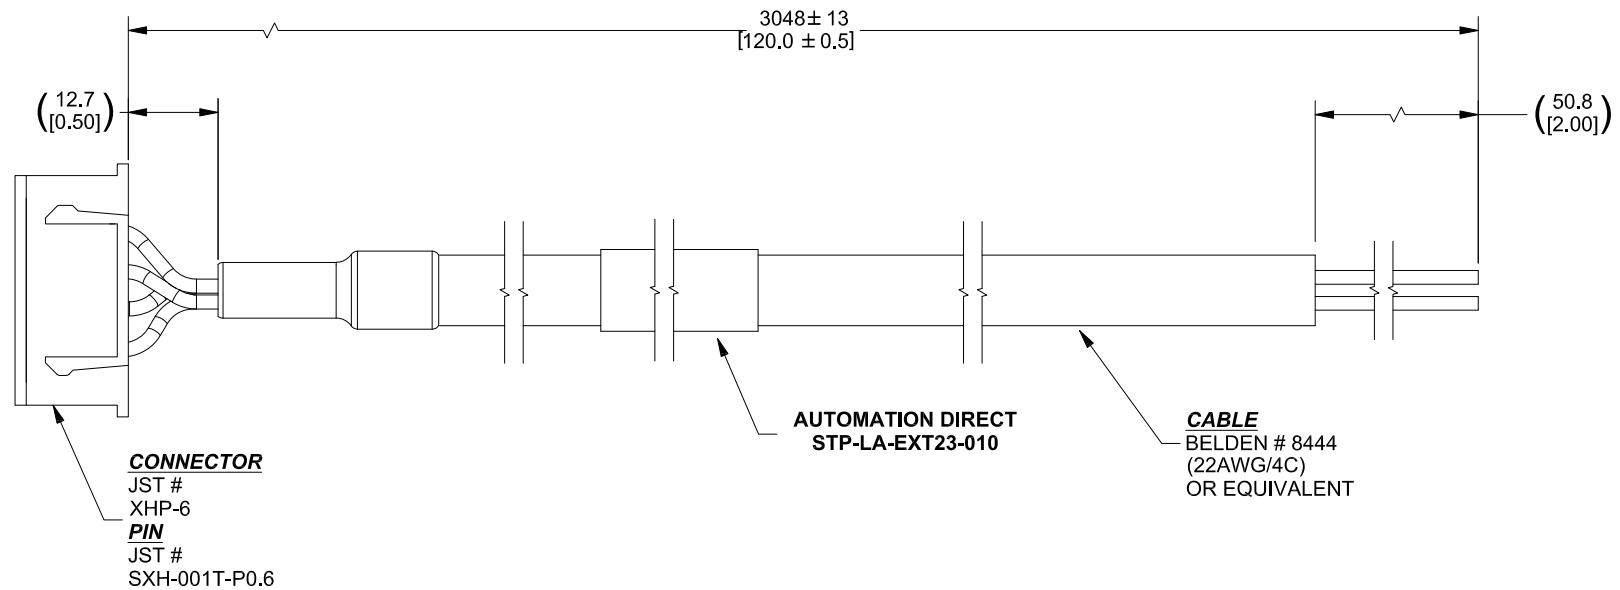 3048± 13
[120.0 ± 0.5]
(12.7
[0.50])
(50.8
[2.00])
AUTOMATION DIRECT
STP-LA-EXT23-010
CABLE
BELDEN # 8444
(22AWG/4C)
OR EQUIVALENT
CONNECTOR
JST #
XHP-6
PIN
JST #
SXH-001T-P0.6